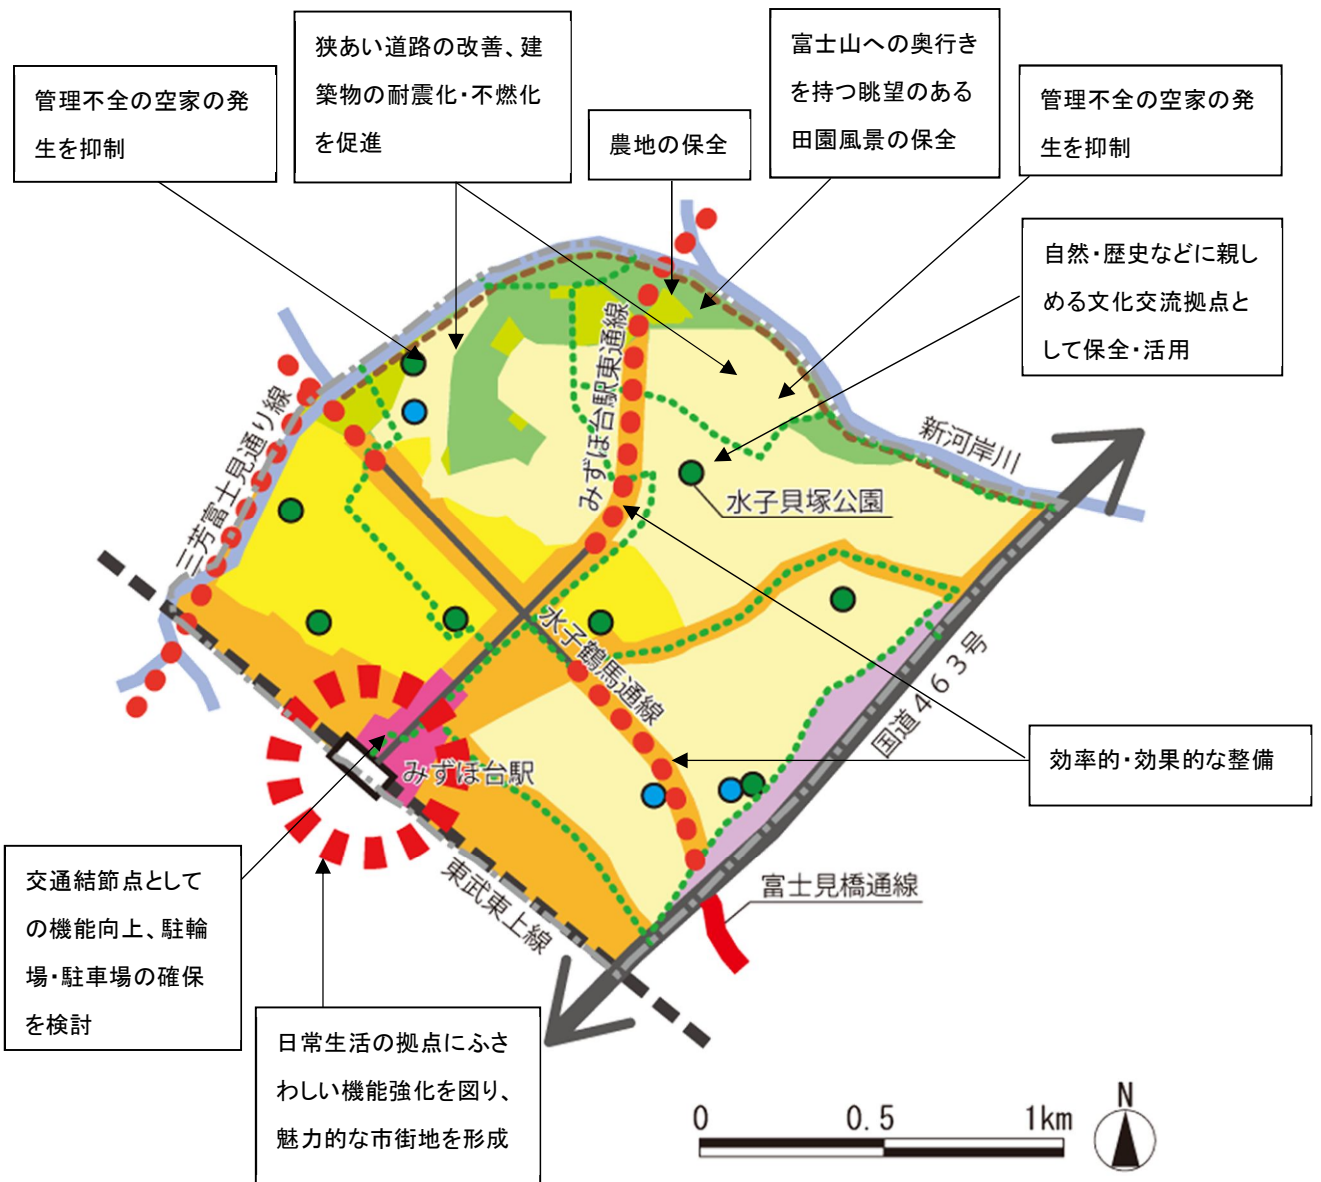 管理不全の空家の発
生を抑制
狭あい道路の改善、建
築物の耐震化・不燃化
を促進
農地の保全
富士山への奥行き
を持つ眺望のある
田園風景の保全
管理不全の空家の発
生を抑制
自然・歴史などに親し
める文化交流拠点と
して保全・活用
みずほ台駅東通線
三芳富士見通り線
新河岸川
水子貝塚公園
水子鶴馬通線
国道463号
みずほ台駅
効率的・効果的な整備
東武東上線
富士見橋通線
交通結節点として
の機能向上、駐輪
場・駐車場の確保
を検討
日常生活の拠点にふさ
わしい機能強化を図り、
魅力的な市街地を形成
0 0.5 1km
N